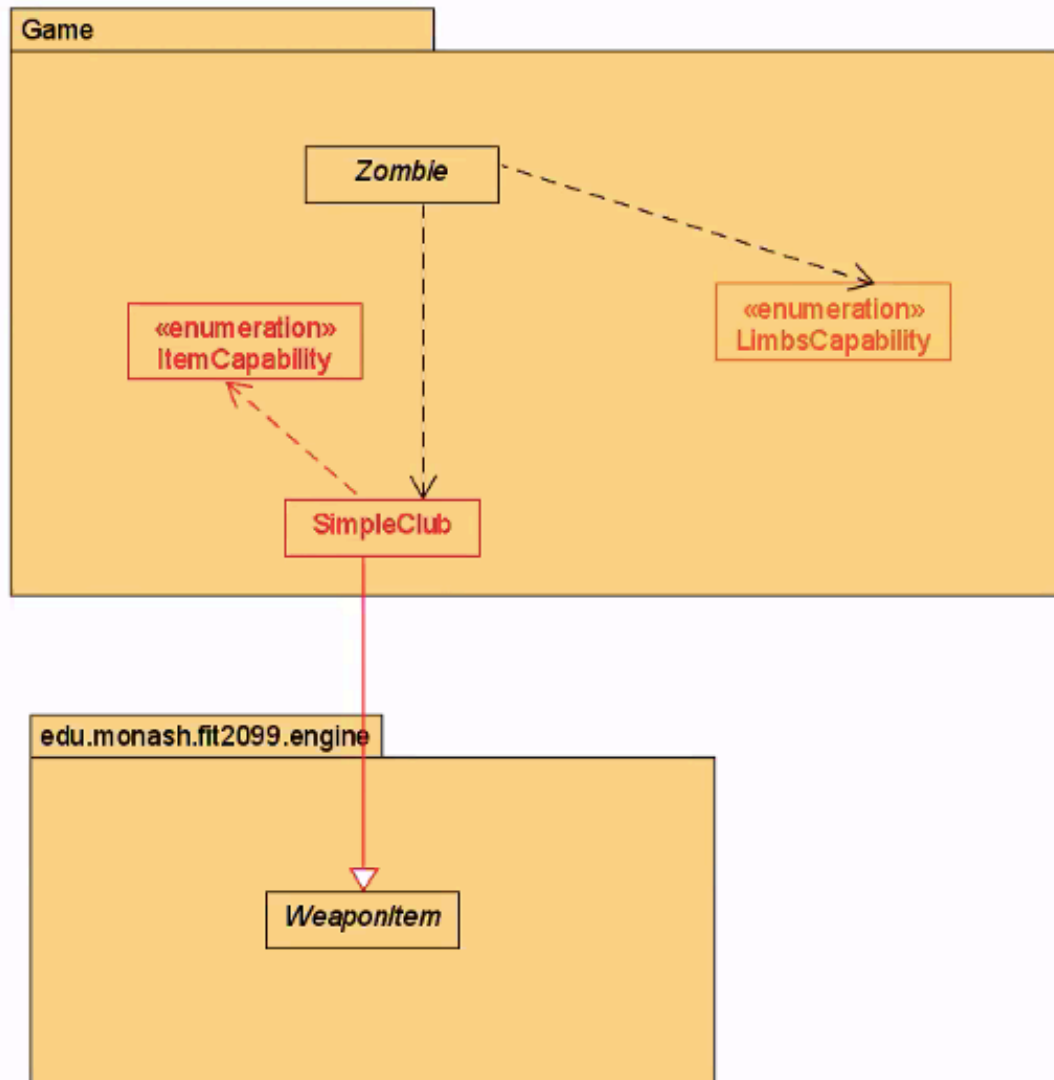 Game
Zombie
«enumeration»
LimbsCapability
«enumeration»
ItemCapability
SimpleClub
edu.monash.fit2099.engine
WeaponItem